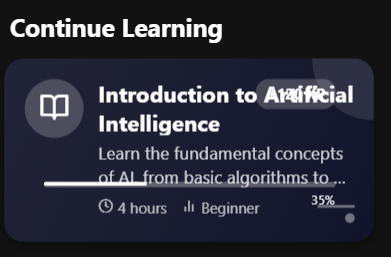 Continue Learning
Introduction to Artificial
Intelligence
Learn the fundamental concepts
of AI, from basic algorithms to ...
4 hours
Beginner
35%